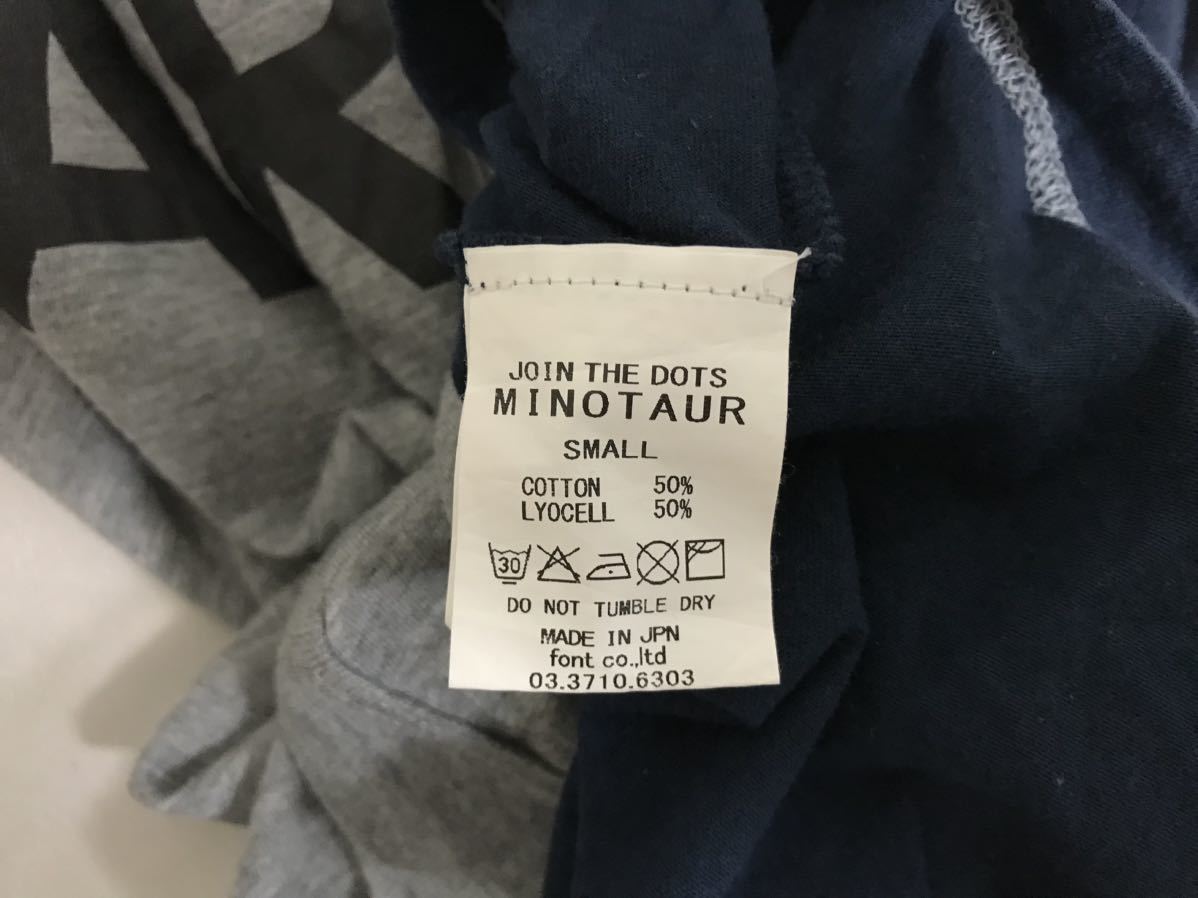 JOIN THE DOTS
MINOTAUR
SMALL
COTTON 50%
LYOCELL 50%
30
DO NOT TUMBLE DRY
MADE IN JPN
font co.,ltd
03.3710.6303